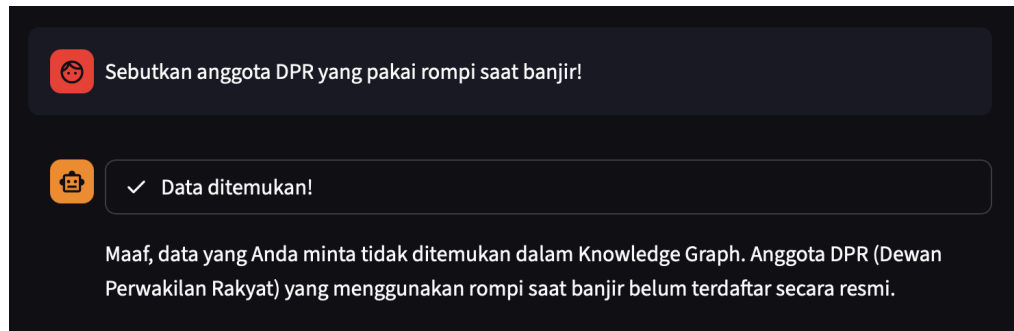 Sebutkan anggota DPR yang pakai rompi saat banjir!
Data ditemukan!
Maaf, data yang Anda minta tidak ditemukan dalam Knowledge Graph. Anggota DPR (Dewan
Perwakilan Rakyat) yang menggunakan rompi saat banjir belum terdaftar secara resmi.